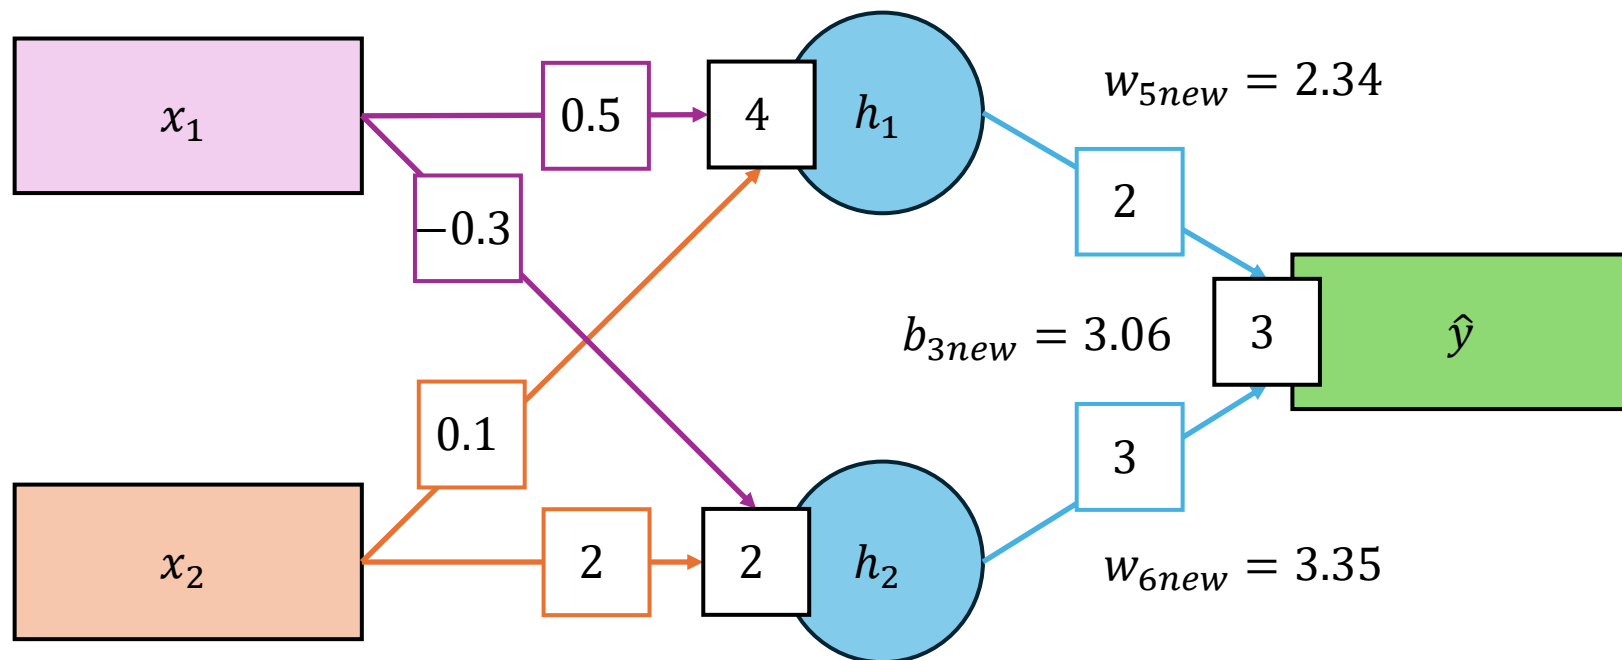 x₁
0.5
4
h₁
w₅ₙₑw = 2.34
−0.3
2
b₃ₙₑw = 3.06
3
ŷ
0.1
3
x₂
2
2
h₂
w₆ₙₑw = 3.35